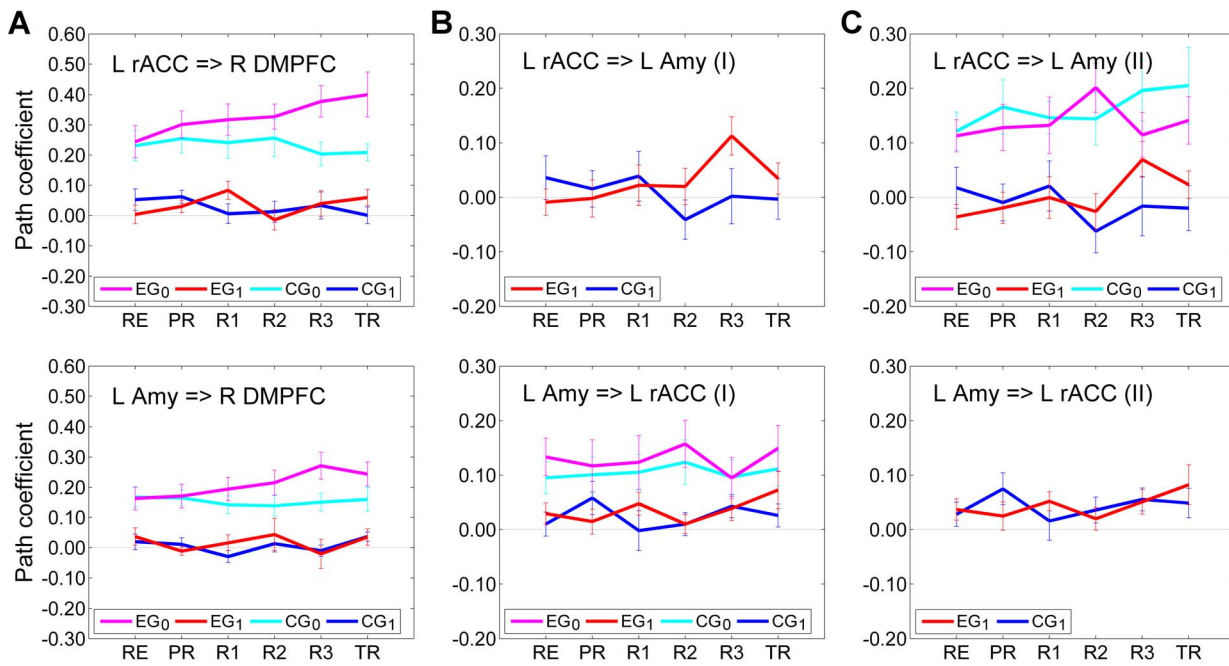 A
L rACC => R DMPFC
Path coefficient
0.60
0.50
0.40
0.30
0.20
0.10
0.00
-0.10
-0.20
-0.30
EG0 EG1 CG0 CG1
RE PR R1 R2 R3 TR
B
L rACC => L Amy (I)
0.30
0.20
0.10
0.00
-0.10
-0.20
EG1 CG1
RE PR R1 R2 R3 TR
C
L rACC => L Amy (II)
0.30
0.20
0.10
0.00
-0.10
-0.20
EG0 EG1 CG0 CG1
RE PR R1 R2 R3 TR
L Amy => R DMPFC
Path coefficient
0.60
0.50
0.40
0.30
0.20
0.10
0.00
-0.10
-0.20
-0.30
EG0 EG1 CG0 CG1
RE PR R1 R2 R3 TR
L Amy => L rACC (I)
0.30
0.20
0.10
0.00
-0.10
-0.20
EG0 EG1 CG0 CG1
RE PR R1 R2 R3 TR
L Amy => L rACC (II)
0.30
0.20
0.10
0.00
-0.10
-0.20
EG1 CG1
RE PR R1 R2 R3 TR